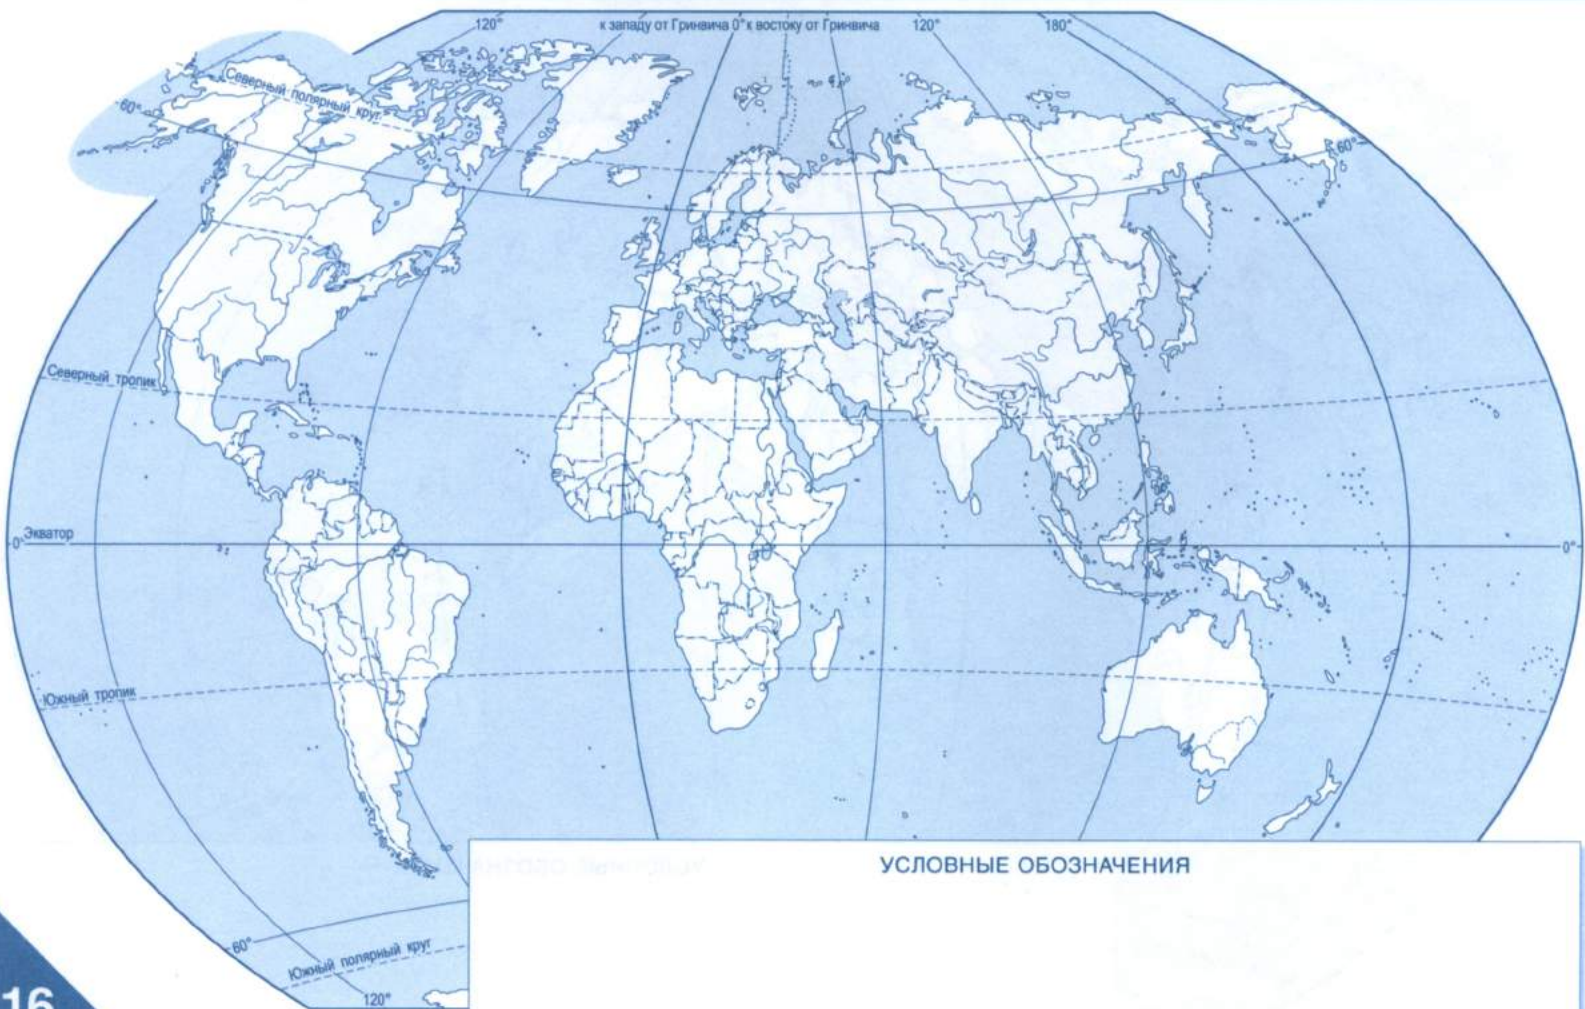 120°
к западу от Гринвича 0° к востоку от Гринвича
120°
180°
Северный полярный круг
60°
60°
Северный тропик
0° Экватор
0°
Южный тропик
УСЛОВНЫЕ ОБОЗНАЧЕНИЯ
60°
Южный полярный круг
120°
16